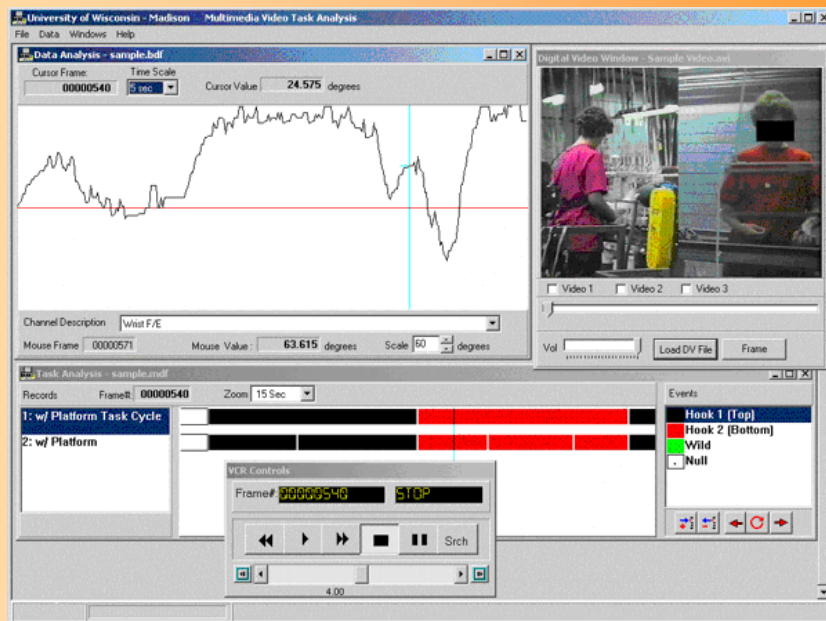 University of Wisconsin - Madison Multimedia Video Task Analysis
File Data Windows Help
Data Analysis - sample.bdf
Cursor Frame: Time Scale
00000540 5 sec Cursor Value 24.575 degrees
Channel Description Wrist F/E
Mouse Frame 00000571 Mouse Value : 63.615 degrees Scale 60 degrees
Digital Video Window - Sample Video.avi
Video 1 Video 2 Video 3
Vol Load DV File Frame
Task Analysis - sample.mdf
Records Frame#: 00000540 Zoom 15 Sec
1: w/ Platform Task Cycle
2: w/ Platform
Events
Hook 1 (Top)
Hook 2 (Bottom)
Wild
. Null
VCR Controls
Frame#: 00000540 STOP
Srch
4.00